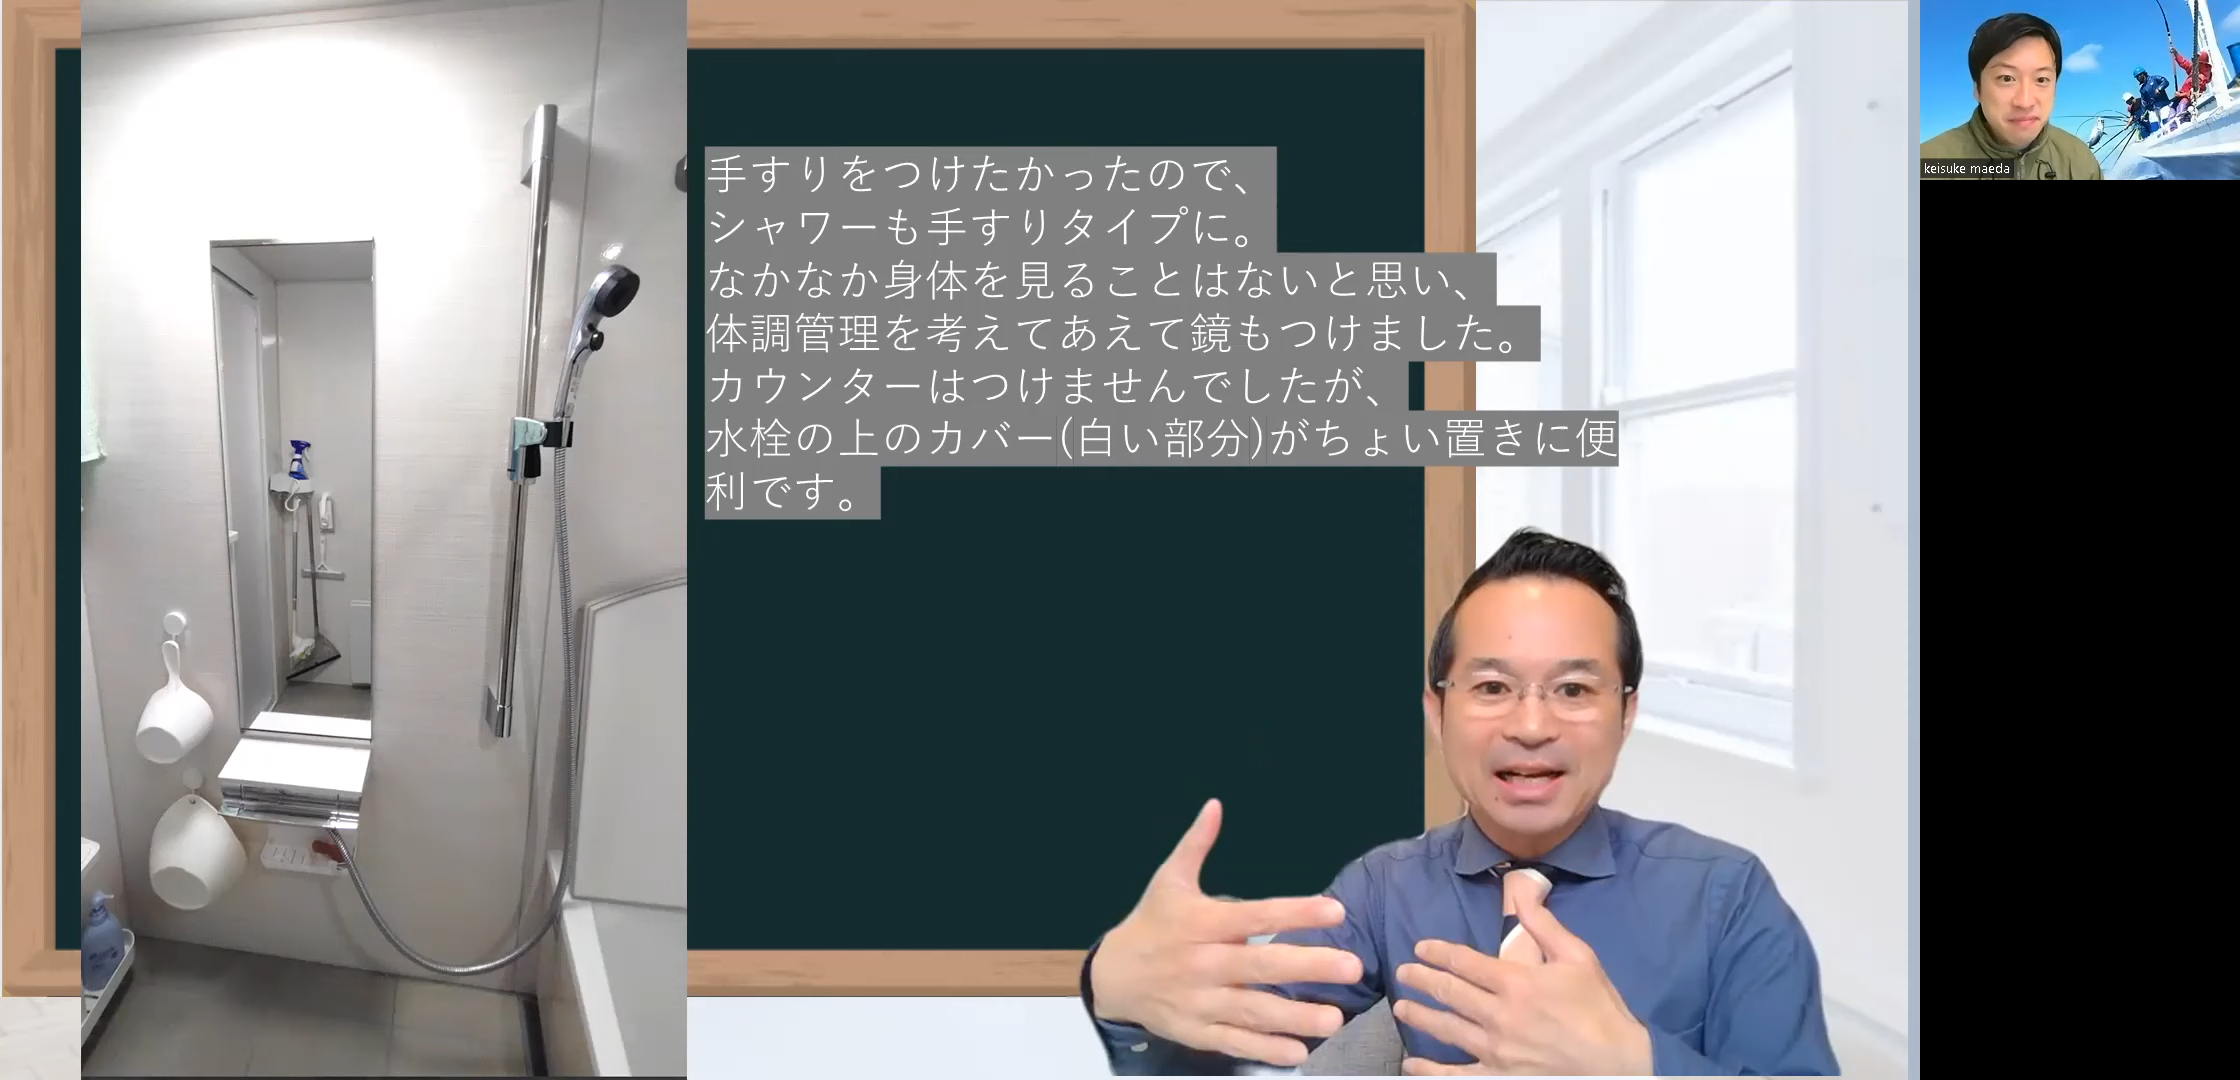 手すりをつけたかったので、
シャワーも手すりタイプに。
なかなか身体を見ることはないと思い、
体調管理を考えてあえて鏡もつけました。
カウンターはつけませんでしたが、
水栓の上のカバー(白い部分)がちょい置きに便
利です。
keisuke maeda